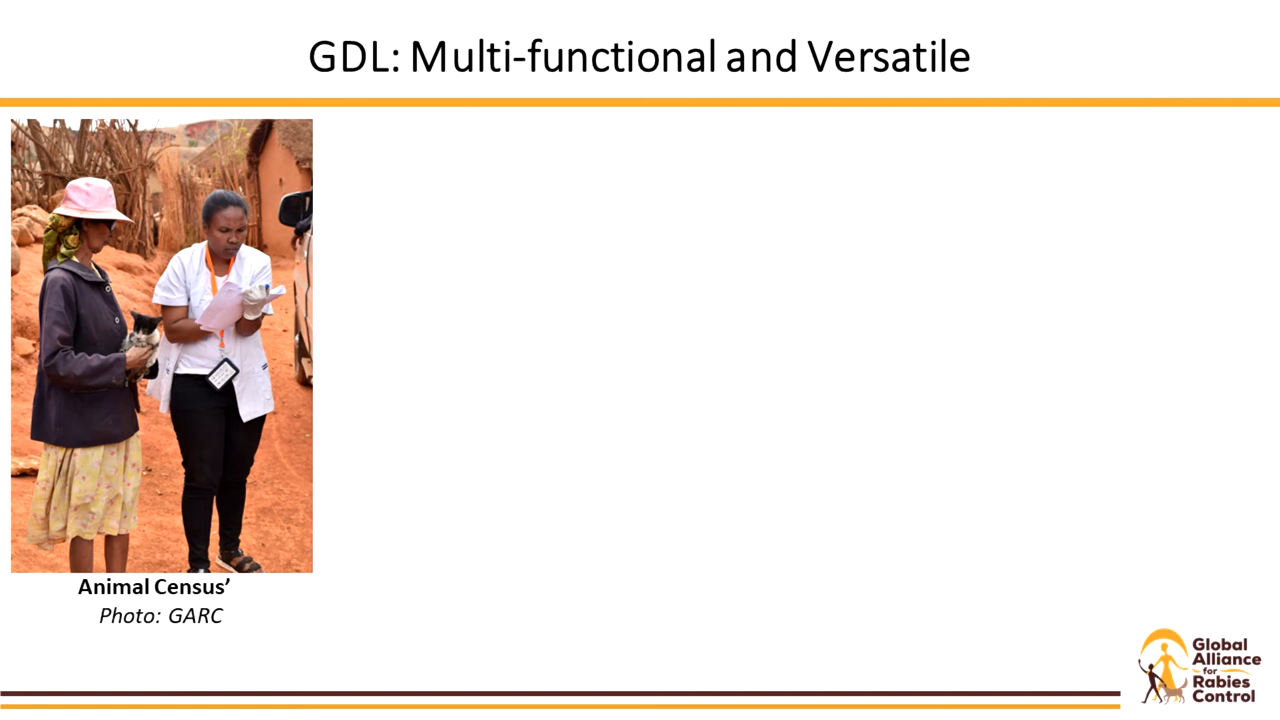 GDL: Multi-functional and Versatile
Animal Census’
Photo: GARC
Global
Alliance
for
Rabies
Control